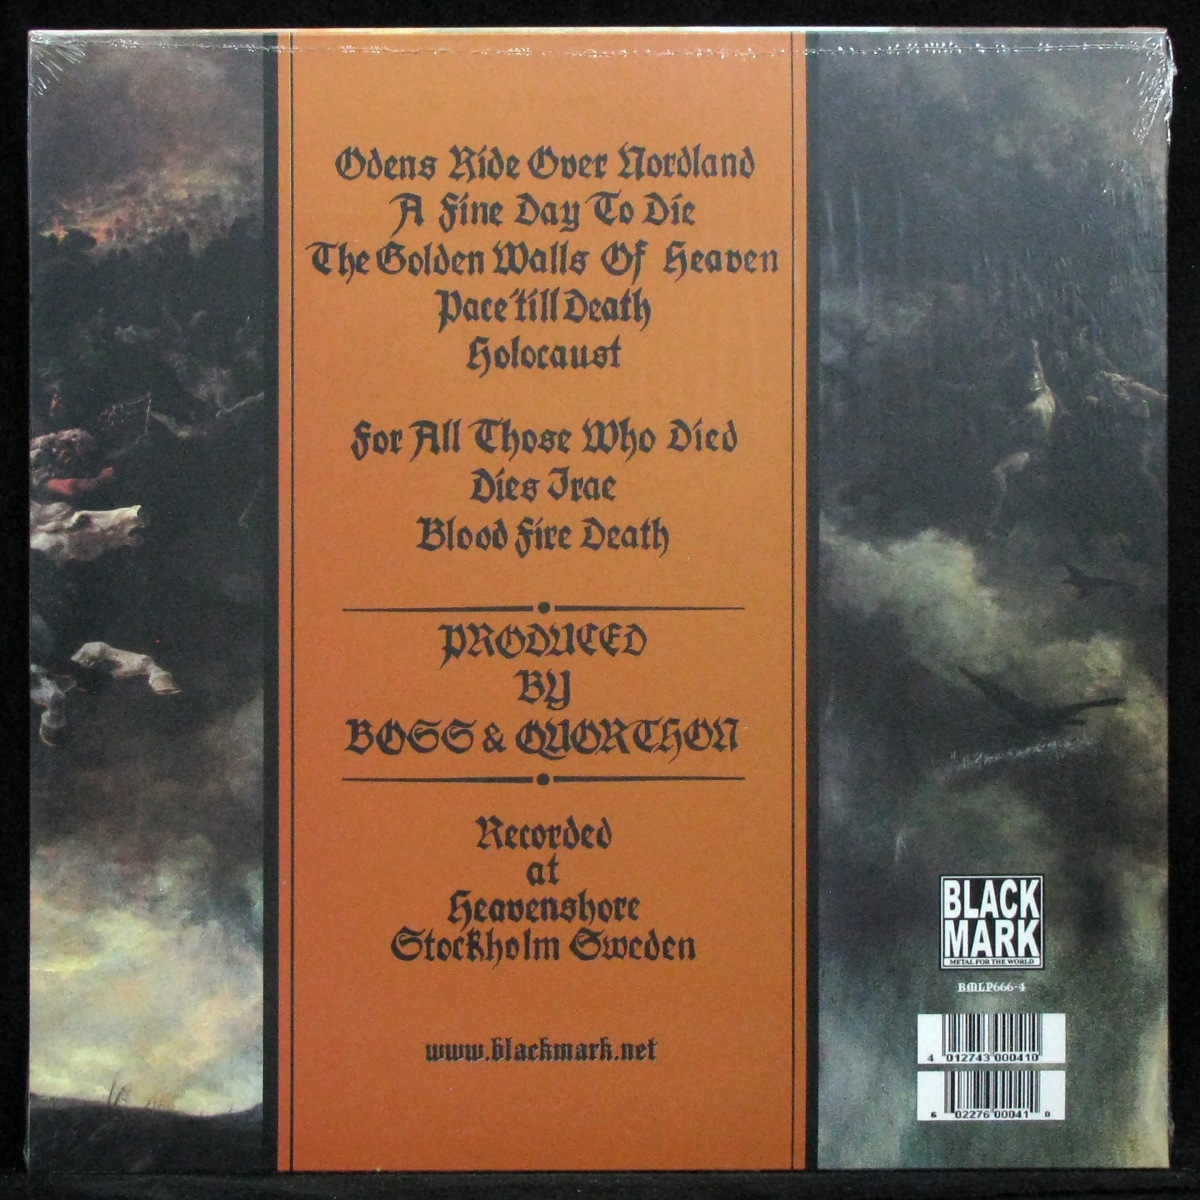 Odens Ride Over Nordland
A Fine Day To Die
The Golden Walls Of Heaven
Pace 'till Death
Holocaust
For All Those Who Died
Dies Irae
Blood Fire Death
PRODUCED
BY
BOSS & QUORTHON
Recorded
at
Heavenshore
Stockholm Sweden
www.blackmark.net
BLACK
MARK
METAL FOR THE WORLD
BMLP666-4
4 012743 000410
6 02276 00041 0